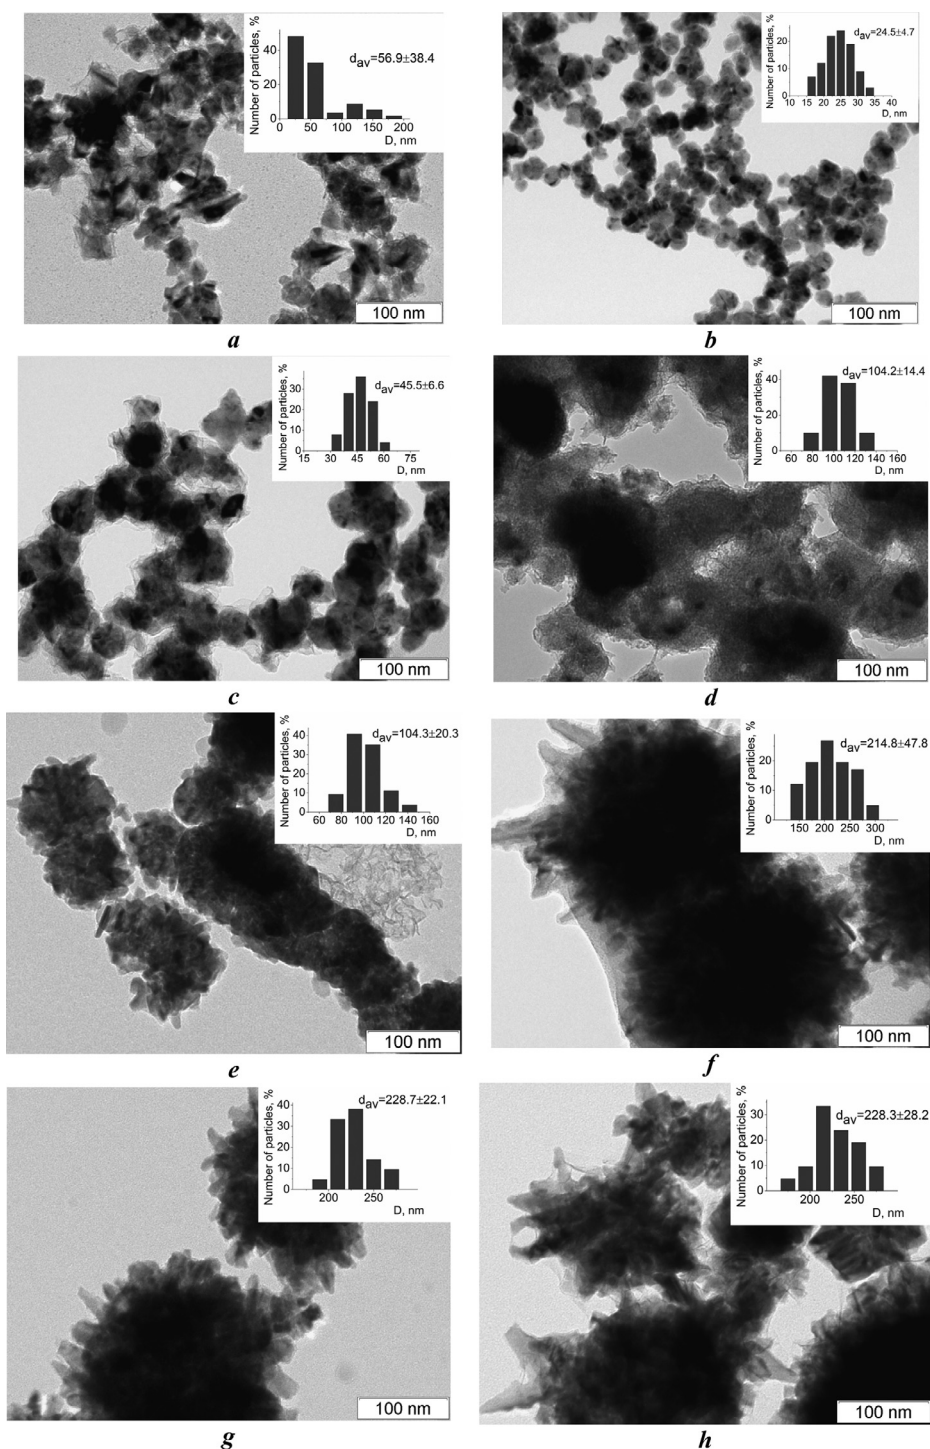 Number of particles, %
40
20
0
d_av=56.9±38.4
0 50 100 150 200
D, nm
100 nm
a
Number of particles, %
20
10
0
d_av=24.5±4.7
10 15 20 25 30 35 40
D, nm
100 nm
b
Number of particles, %
30
20
10
0
d_av=45.5±6.6
15 30 45 60 75
D, nm
100 nm
c
Number of particles, %
40
20
0
d_av=104.2±14.4
60 80 100 120 140 160
D, nm
100 nm
d
Number of particles, %
40
30
20
10
0
d_av=104.3±20.3
60 80 100 120 140 160
D, nm
100 nm
e
Number of particles, %
20
10
0
d_av=214.8±47.8
150 200 250 300
D, nm
100 nm
f
Number of particles, %
40
30
20
10
0
d_av=228.7±22.1
200 250
D, nm
100 nm
g
Number of particles, %
30
20
10
0
d_av=228.3±28.2
200 250
D, nm
100 nm
h